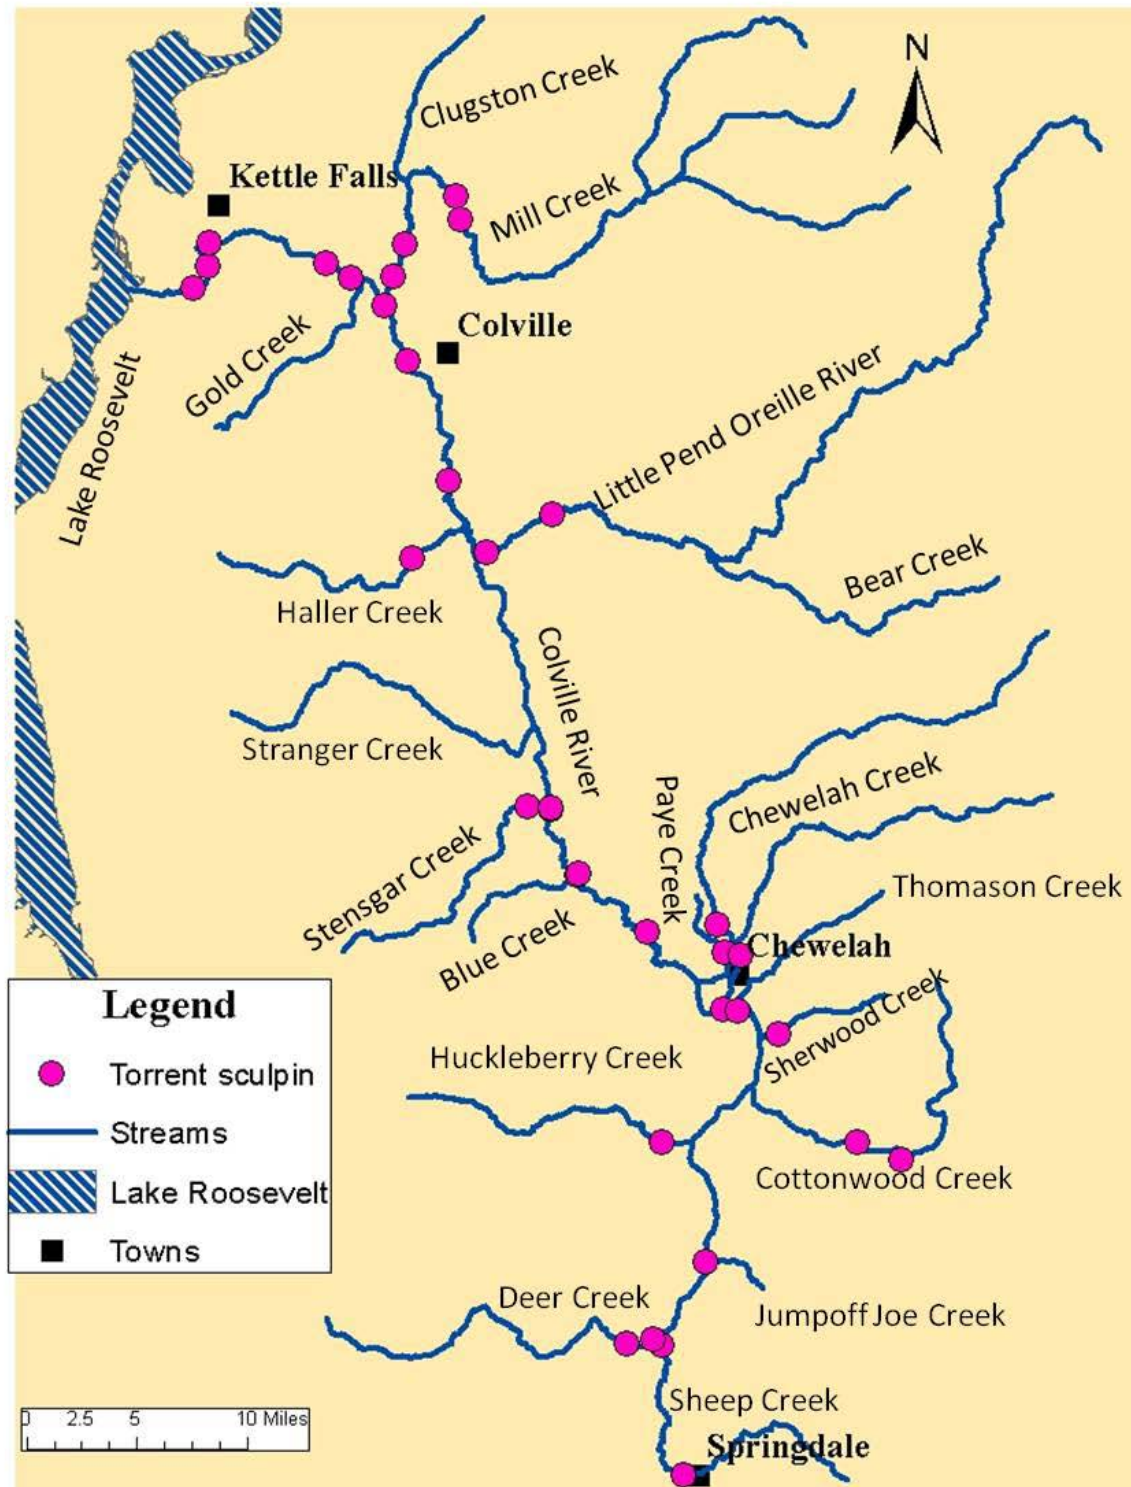 N
Clugston Creek
Kettle Falls
Mill Creek
Colville
Gold Creek
Lake Roosevelt
Little Pend Oreille River
Bear Creek
Haller Creek
Colville River
Stranger Creek
Paye Creek
Chewelah Creek
Stensgar Creek
Thomason Creek
Blue Creek
Chewelah
Sherwood Creek
Huckleberry Creek
Cottonwood Creek
Deer Creek
Jumpoff Joe Creek
Sheep Creek
Springdale
Legend
Torrent sculpin
Streams
Lake Roosevelt
Towns
0 2.5 5 10 Miles